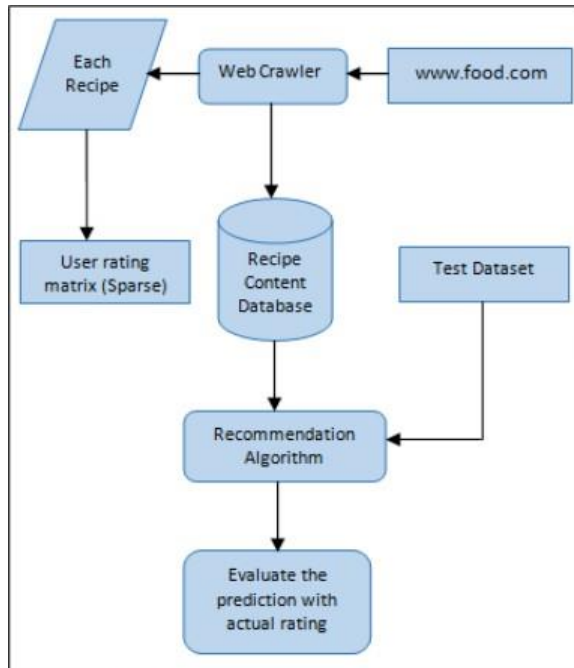 Each
Recipe
Web Crawler
www.food.com
User rating
matrix (Sparse)
Recipe
Content
Database
Test Dataset
Recommendation
Algorithm
Evaluate the
prediction with
actual rating